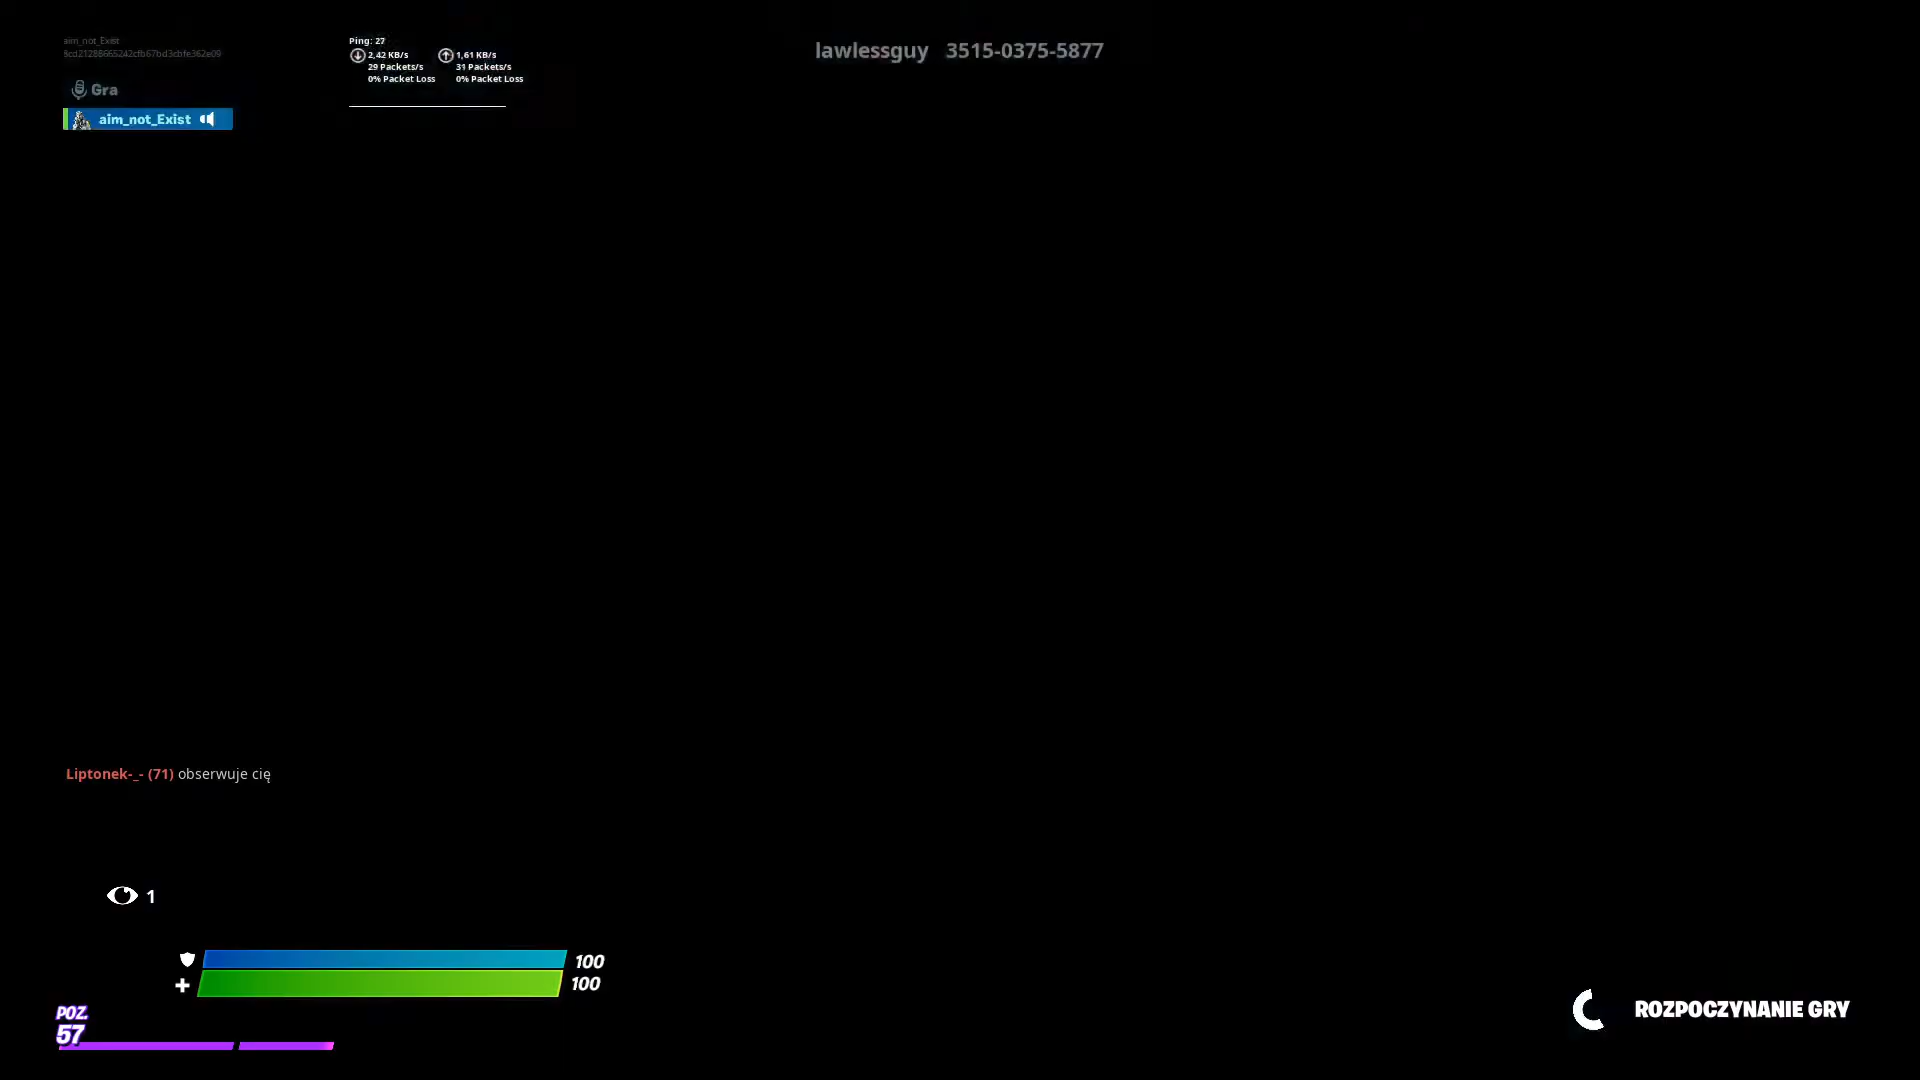 aim_not_Exist
Ping: 27
2,42 KB/s
1,61 KB/s
29 Packets/s
31 Packets/s
0% Packet Loss
0% Packet Loss
lawlessguy 3515-0375-5877
Gra
aim_not_Exist
Liptonek-_- (71) obserwuje cię
1
100
100
POZ.
57
ROZPOCZYNANIE GRY